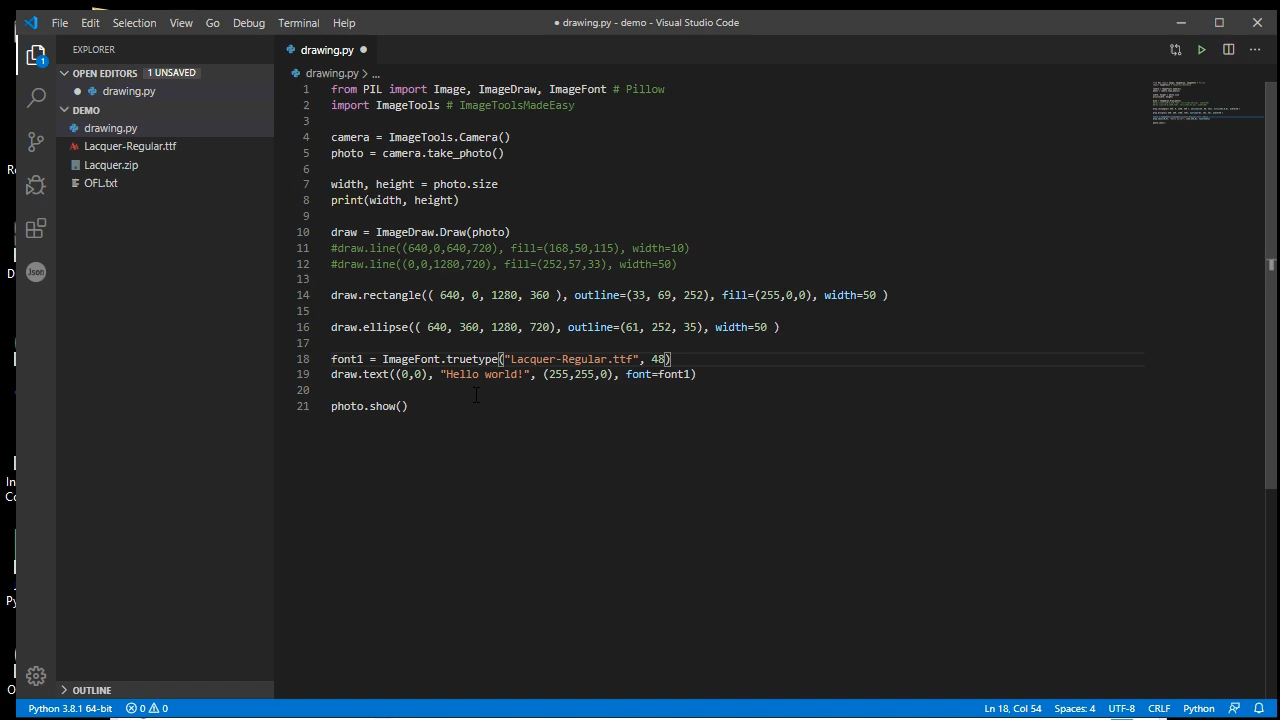 File Edit Selection View Go Debug Terminal Help
● drawing.py - demo - Visual Studio Code
EXPLORER
OPEN EDITORS 1 UNSAVED
● drawing.py
DEMO
drawing.py
Lacquer-Regular.ttf
Lacquer.zip
OFL.txt
OUTLINE
1
Json
drawing.py ●
drawing.py > ...
1 from PIL import Image, ImageDraw, ImageFont # Pillow
2 import ImageTools # ImageToolsMadeEasy
3
4 camera = ImageTools.Camera()
5 photo = camera.take_photo()
6
7 width, height = photo.size
8 print(width, height)
9
10 draw = ImageDraw.Draw(photo)
11 #draw.line((640,0,640,720), fill=(168,50,115), width=10)
12 #draw.line((0,0,1280,720), fill=(252,57,33), width=50)
13
14 draw.rectangle(( 640, 0, 1280, 360 ), outline=(33, 69, 252), fill=(255,0,0), width=50 )
15
16 draw.ellipse(( 640, 360, 1280, 720), outline=(61, 252, 35), width=50 )
17
18 font1 = ImageFont.truetype("Lacquer-Regular.ttf", 48)
19 draw.text((0,0), "Hello world!", (255,255,0), font=font1)
20
21 photo.show()
Python 3.8.1 64-bit 0 0 Ln 18, Col 54 Spaces: 4 UTF-8 CRLF Python